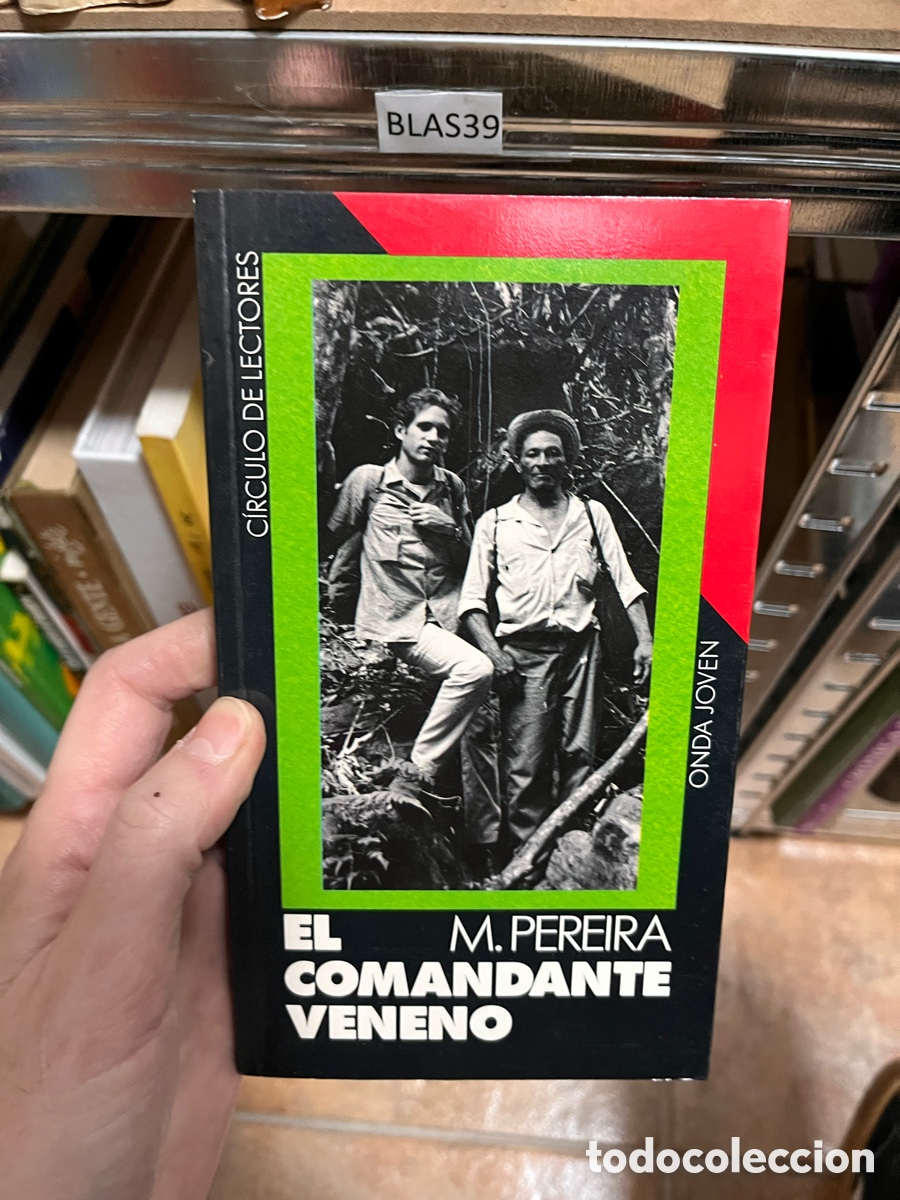 BLAS39
CÍRCULO DE LECTORES
ONDA JOVEN
EL
M. PEREIRA
COMANDANTE
VENENO
todocoleccion